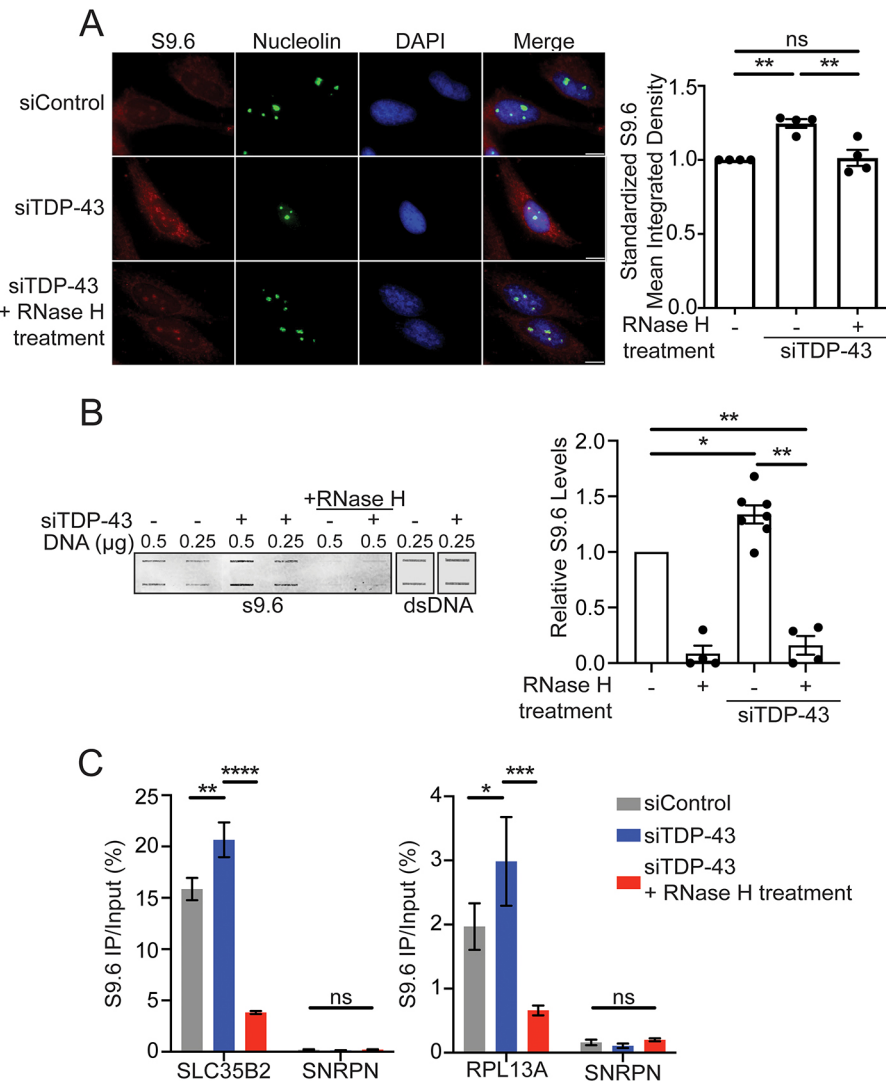 A
S9.6 Nucleolin DAPI Merge
siControl
siTDP-43
siTDP-43
+ RNase H
treatment
ns
** **
Standardized S9.6
Mean Integrated Density
1.5
1.0
0.5
0.0
RNase H - - +
treatment siTDP-43
B
+RNase H
siTDP-43 - - + + - + - +
DNA (µg) 0.5 0.25 0.5 0.25 0.5 0.5 0.25 0.25
s9.6 dsDNA
**
* **
Relative S9.6 Levels
2.0
1.5
1.0
0.5
0.0
RNase H - + - +
treatment siTDP-43
C
** ****
S9.6 IP/Input (%)
25
20
15
10
5
0
ns
SLC35B2 SNRPN
* ***
S9.6 IP/Input (%)
4
3
2
1
0
ns
RPL13A SNRPN
siControl
siTDP-43
siTDP-43
+ RNase H treatment